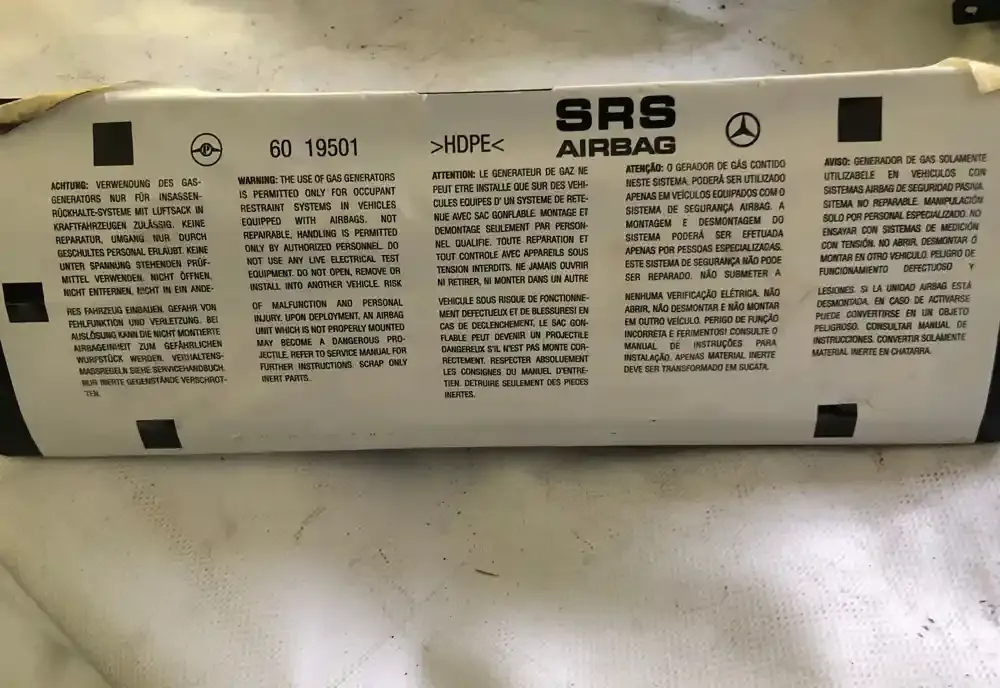 60 19501
>HDPE<
SRS
AIRBAG
ACHTUNG: VERWENDUNG DES GAS-
GENERATORS NUR FÜR INSASSEN-
RÜCKHALTE-SYSTEME MIT LUFTSACK IN
KRAFTFAHRZEUGEN ZULÄSSIG. KEINE
REPARATUR, UMGANG NUR DURCH
GESCHULTES PERSONAL ERLAUBT. KEINE
UNTER SPANNUNG STEHENDEN PRÜF-
MITTEL VERWENDEN. NICHT ÖFFNEN,
NICHT ENTFERNEN, NICHT IN EIN ANDE-
RES FAHRZEUG EINBAUEN. GEFAHR VON
FEHLFUNKTION UND VERLETZUNG. BEI
AUSLÖSUNG KANN DIE NICHT MONTIERTE
AIRBAGEINHEIT ZUM GEFÄHRLICHEN
WURFSTÜCK WERDEN. VERHALTENS-
MASSREGELN SIEHE SERVICEHANDBUCH.
NUR INERTE GEGENSTÄNDE VERSCHROT-
TEN.
WARNING: THE USE OF GAS GENERATORS
IS PERMITTED ONLY FOR OCCUPANT
RESTRAINT SYSTEMS IN VEHICLES
EQUIPPED WITH AIRBAGS. NOT
REPAIRABLE, HANDLING IS PERMITTED
ONLY BY AUTHORIZED PERSONNEL. DO
NOT USE ANY LIVE ELECTRICAL TEST
EQUIPMENT. DO NOT OPEN, REMOVE OR
INSTALL INTO ANOTHER VEHICLE. RISK
OF MALFUNCTION AND PERSONAL
INJURY. UPON DEPLOYMENT, AN AIRBAG
UNIT WHICH IS NOT PROPERLY MOUNTED
MAY BECOME A DANGEROUS PRO-
JECTILE. REFER TO SERVICE MANUAL FOR
FURTHER INSTRUCTIONS. SCRAP ONLY
INERT PARTS.
ATTENTION: LE GENERATEUR DE GAZ NE
PEUT ETRE INSTALLE QUE SUR DES VEHI-
CULES EQUIPES D' UN SYSTEME DE RETE-
NUE AVEC SAC GONFLABLE. MONTAGE ET
DEMONTAGE SEULEMENT PAR PERSON-
NEL QUALIFIE. TOUTE REPARATION ET
TOUT CONTROLE AVEC APPAREILS SOUS
TENSION INTERDITS. NE JAMAIS OUVRIR
NI RETIRER, NI MONTER DANS UN AUTRE
VEHICULE SOUS RISQUE DE FONCTIONNE-
MENT DEFECTUEUX ET DE BLESSURES! EN
CAS DE DECLENCHEMENT, LE SAC GON-
FLABLE PEUT DEVENIR UN PROJECTILE
DANGEREUX S'IL N'EST PAS MONTE COR-
RECTEMENT. RESPECTER ABSOLUEMENT
LES CONSIGNES DU MANUEL D'ENTRE-
TIEN. DETRUIRE SEULEMENT DES PIECES
INERTES.
ATENÇÃO: O GERADOR DE GÁS CONTIDO
NESTE SISTEMA, PODERÁ SER UTILIZADO
APENAS EM VEÍCULOS EQUIPADOS COM O
SISTEMA DE SEGURANÇA AIRBAG. A
MONTAGEM E DESMONTAGEM DO
SISTEMA PODERÁ SER EFETUADA
APENAS POR PESSOAS ESPECIALIZADAS.
ESTE SISTEMA DE SEGURANÇA NÃO PODE
SER REPARADO. NÃO SUBMETER A
NENHUMA VERIFICAÇÃO ELÉTRICA. NÃO
ABRIR, NÃO DESMONTAR E NÃO MONTAR
EM OUTRO VEÍCULO. PERIGO DE FUNÇÃO
INCORRETA E FERIMENTOS! CONSULTE O
MANUAL DE INSTRUÇÕES PARA
INSTALAÇÃO. APENAS MATERIAL INERTE
DEVE SER TRANSFORMADO EM SUCATA.
AVISO: GENERADOR DE GAS SOLAMENTE
UTILIZABELE EN VEHICULOS CON
SISTEMAS AIRBAG DE SEGURIDAD PASIVA.
SITEMA NO REPARABLE. MANIPULACIÓN
SOLO POR PERSONAL ESPECIALIZADO. NO
ENSAYAR CON SISTEMAS DE MEDICIÓN
CON TENSIÓN. NO ABRIR, DESMONTAR Ó
MONTAR EN OTRO VEHICULO. PELIGRO DE
FUNCIONAMIENTO DEFECTUOSO Y
LESIONES. SI LA UNIDAD AIRBAG ESTÁ
DESMONTADA, EN CASO DE ACTIVARSE
PUEDE CONVERTIRSE EN UN OBJETO
PELIGROSO. CONSULTAR MANUAL DE
INSTRUCCIONES. CONVERTIR SOLAMENTE
MATERIAL INERTE EN CHATARRA.